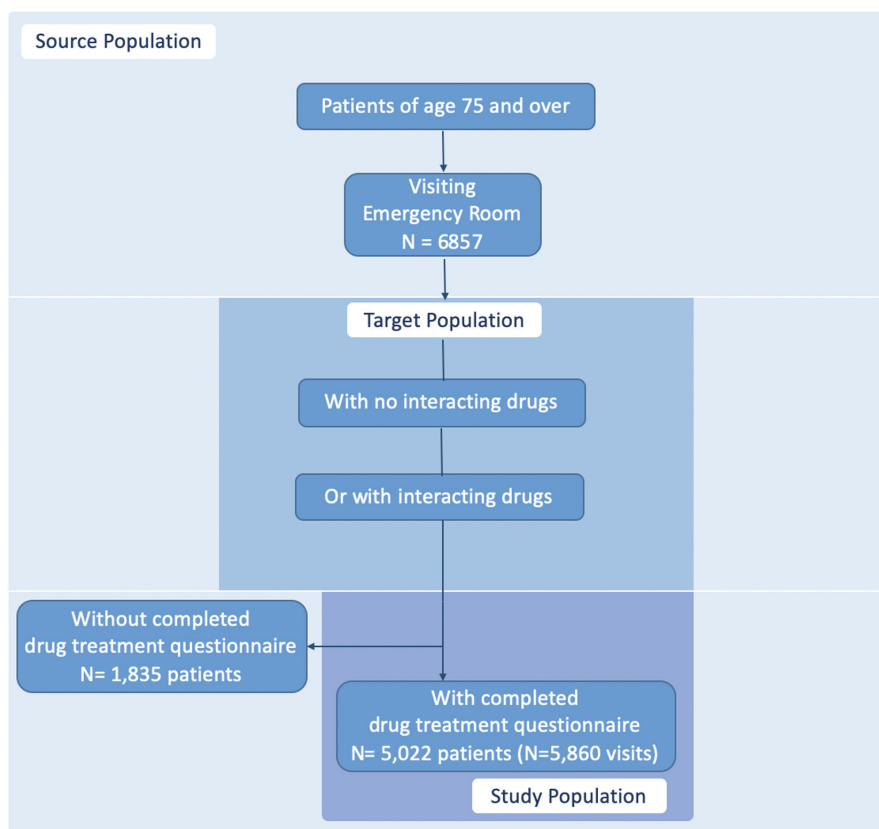 Source Population
Patients of age 75 and over
Visiting
Emergency Room
N = 6857
Target Population
With no interacting drugs
Or with interacting drugs
Without completed
drug treatment questionnaire
N= 1,835 patients
With completed
drug treatment questionnaire
N= 5,022 patients (N=5,860 visits)
Study Population